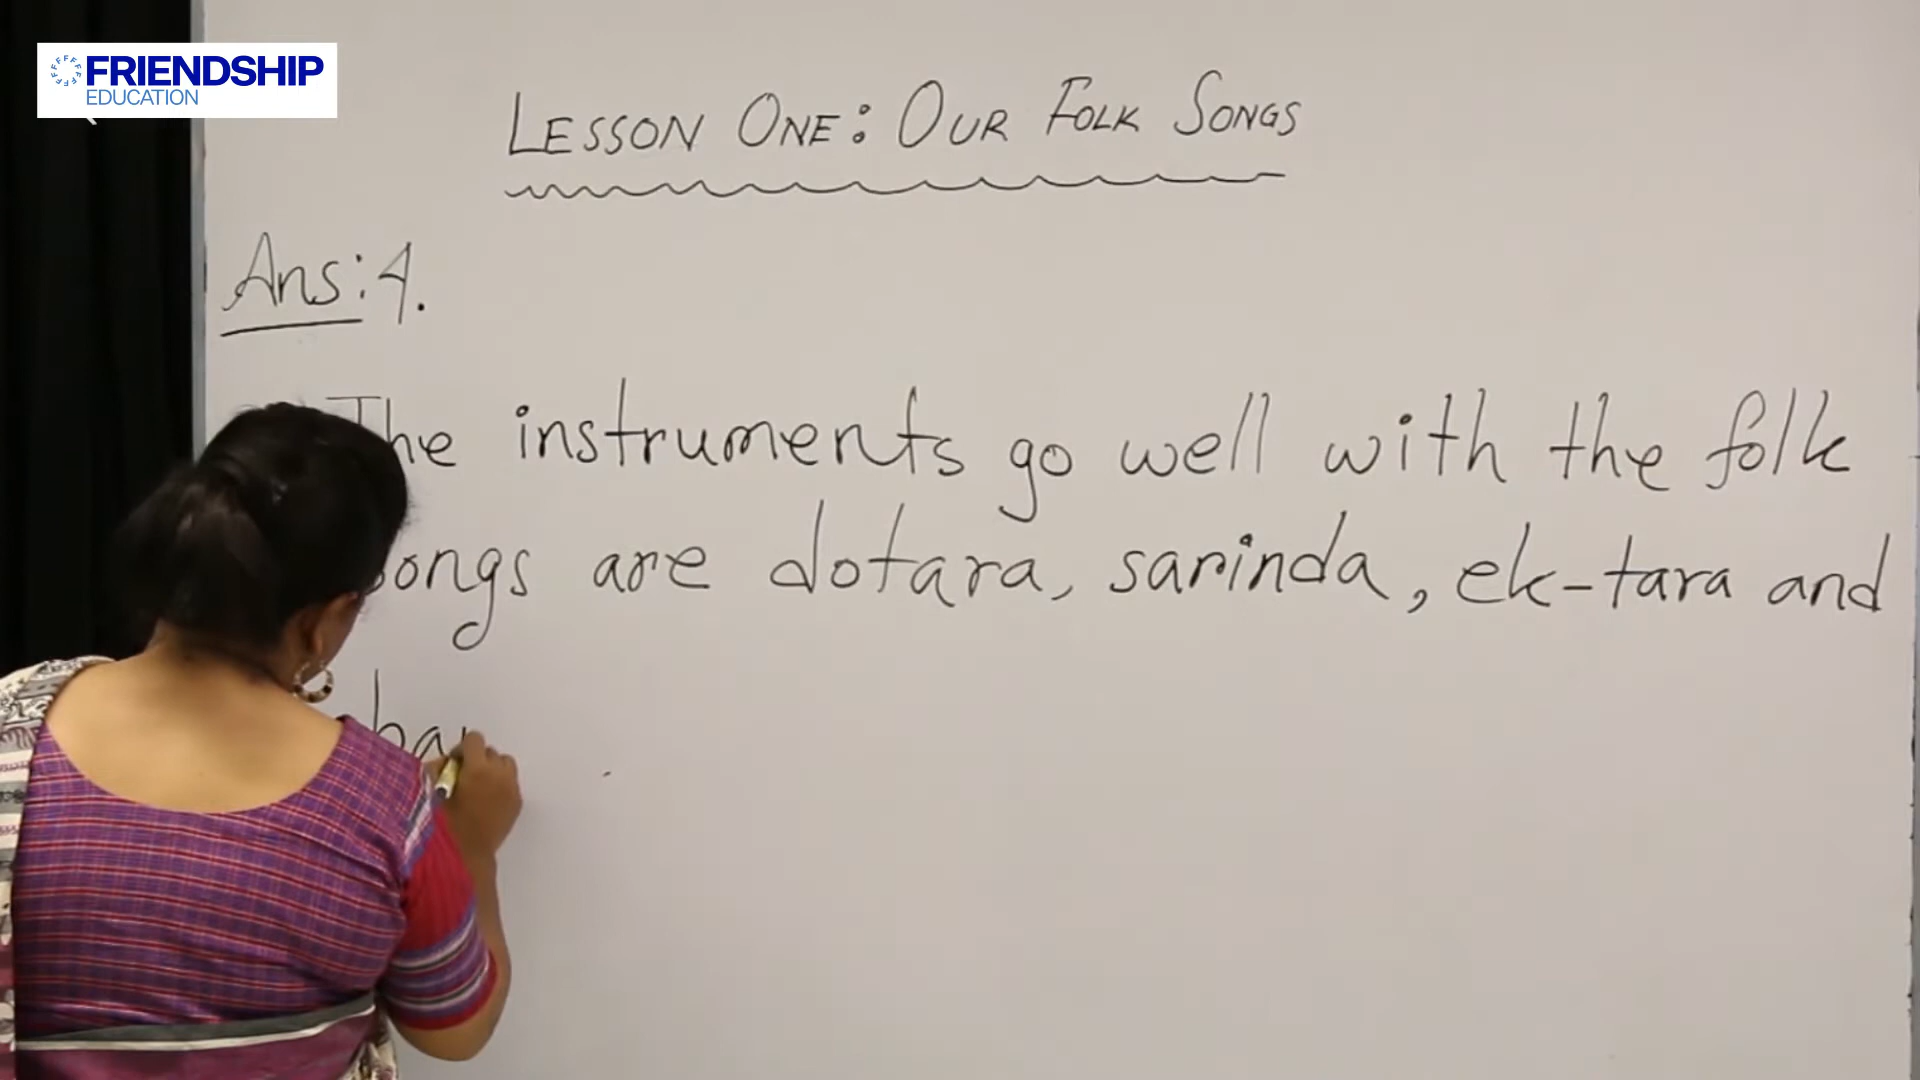 FRIENDSHIP
EDUCATION
LESSON ONE: OUR FOLK SONGS
Ans: 4.
The instruments go well with the folk
songs are dotara, sarinda, ek-tara and